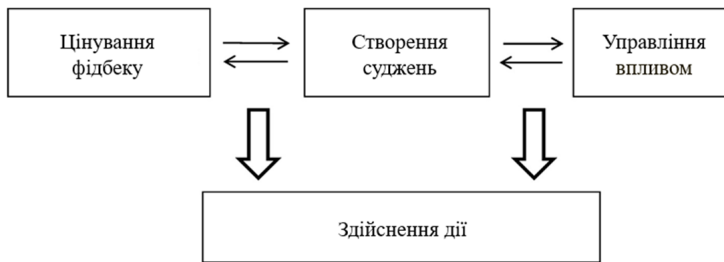 Цінування
фідбеку
Створення
суджень
Управління
впливом
Здійснення дії